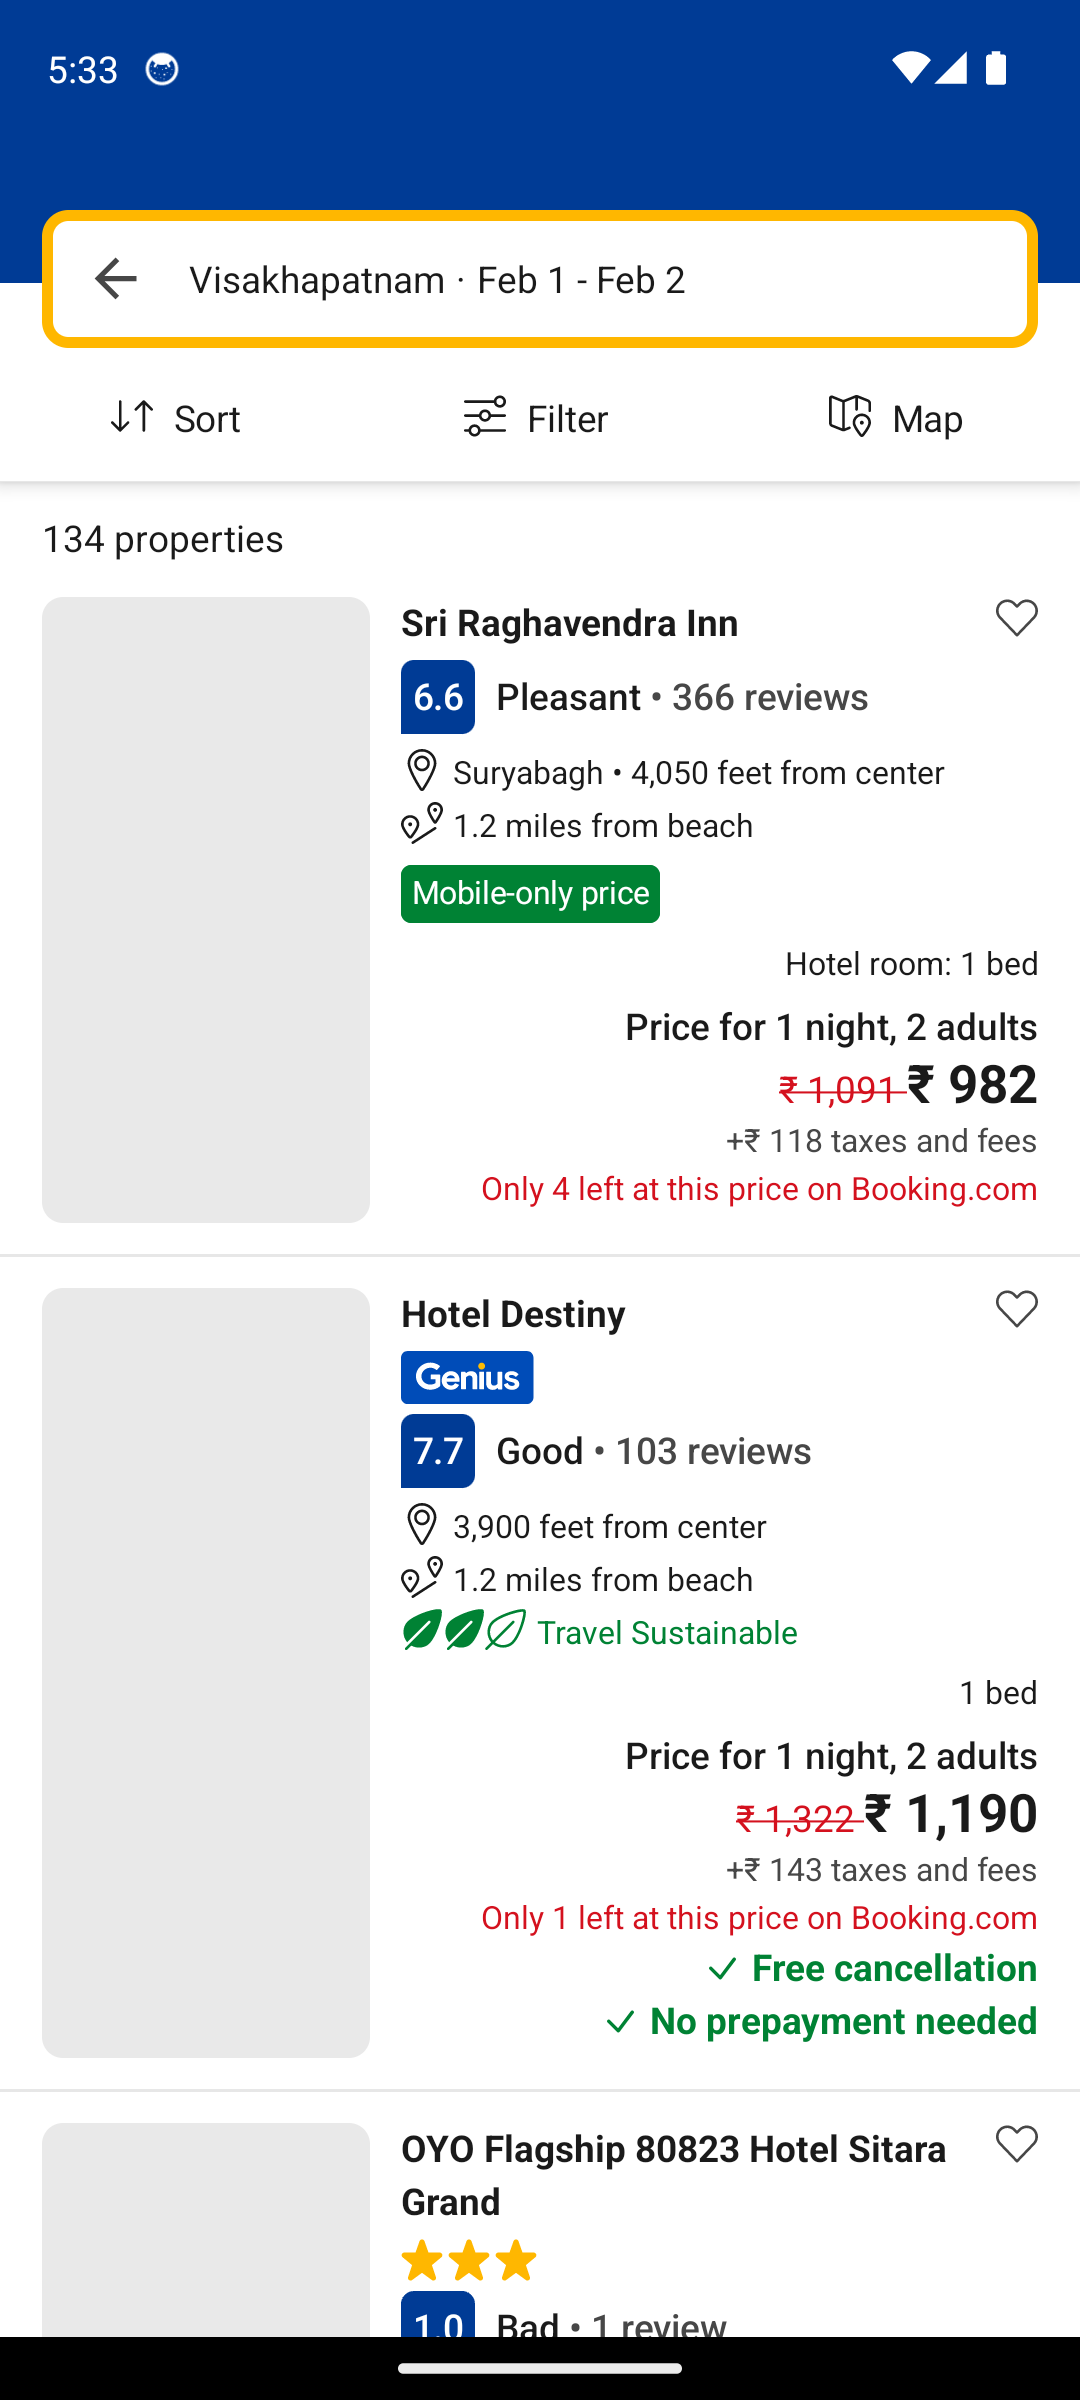 5:33
Visakhapatnam · Feb 1 - Feb 2
Sort
Filter
Map
134 properties
Sri Raghavendra Inn
6.6 Pleasant • 366 reviews
Suryabagh • 4,050 feet from center
1.2 miles from beach
Mobile-only price
Hotel room: 1 bed
Price for 1 night, 2 adults
₹ 1,091 ₹ 982
+₹ 118 taxes and fees
Only 4 left at this price on Booking.com
Hotel Destiny
Genius
7.7 Good • 103 reviews
3,900 feet from center
1.2 miles from beach
Travel Sustainable
1 bed
Price for 1 night, 2 adults
₹ 1,322 ₹ 1,190
+₹ 143 taxes and fees
Only 1 left at this price on Booking.com
Free cancellation
No prepayment needed
OYO Flagship 80823 Hotel Sitara
Grand
1.0 Bad • 1 review